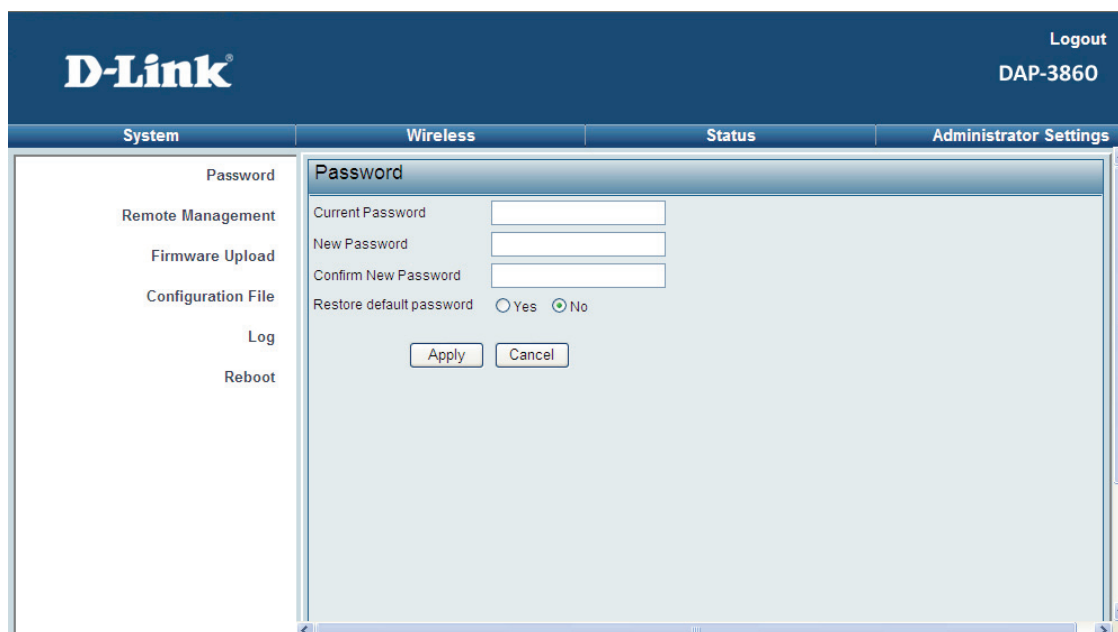 Logout
D-Link®
DAP-3860
System Wireless Status Administrator Settings
Password
Remote Management
Firmware Upload
Configuration File
Log
Reboot
Password
Current Password
New Password
Confirm New Password
Restore default password Yes No
Apply Cancel